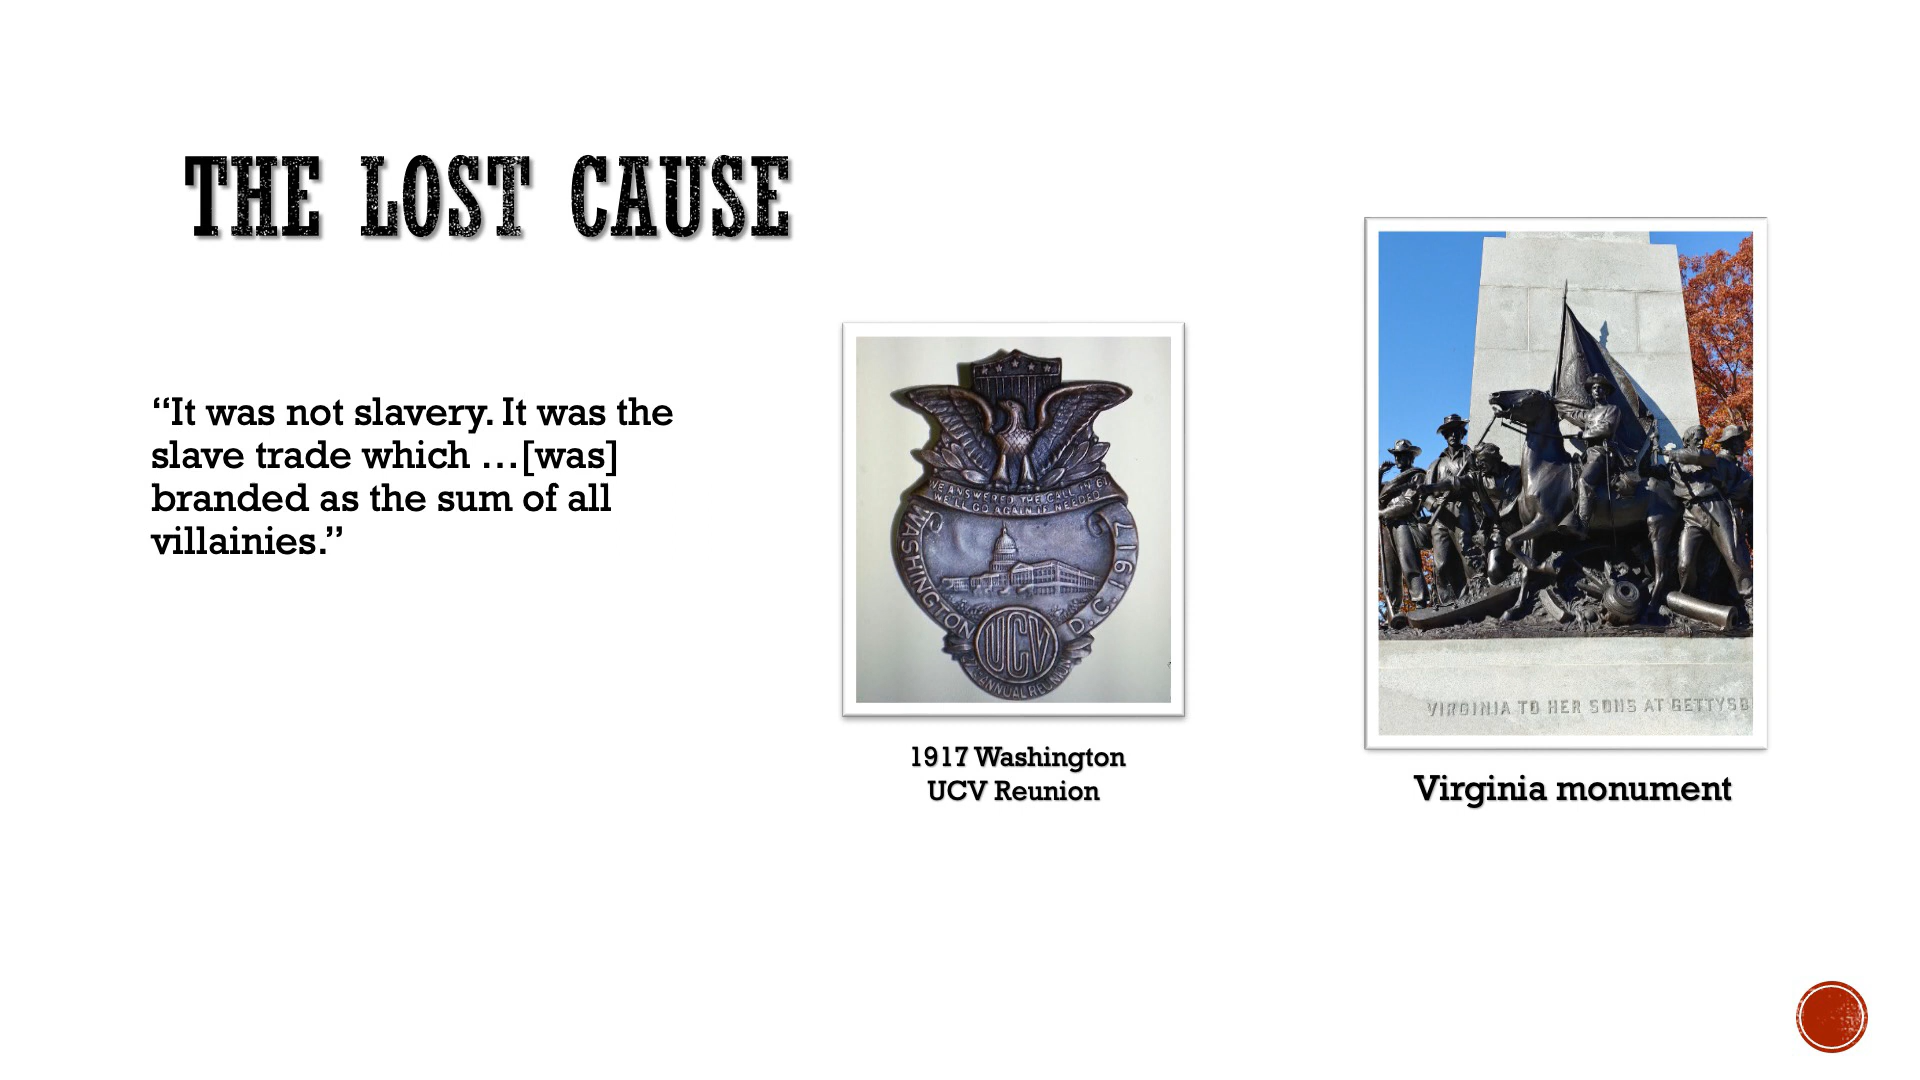 THE LOST CAUSE
“It was not slavery. It was the
slave trade which …[was]
branded as the sum of all
villainies.”
WE ANSWERED THE CALL IN 61
WE'LL GO AGAIN IF NEEDED
WASHINGTON D.C. 1917
UCV
27th ANNUAL REUNION
1917 Washington
UCV Reunion
VIRGINIA TO HER SONS AT GETTYSB
Virginia monument